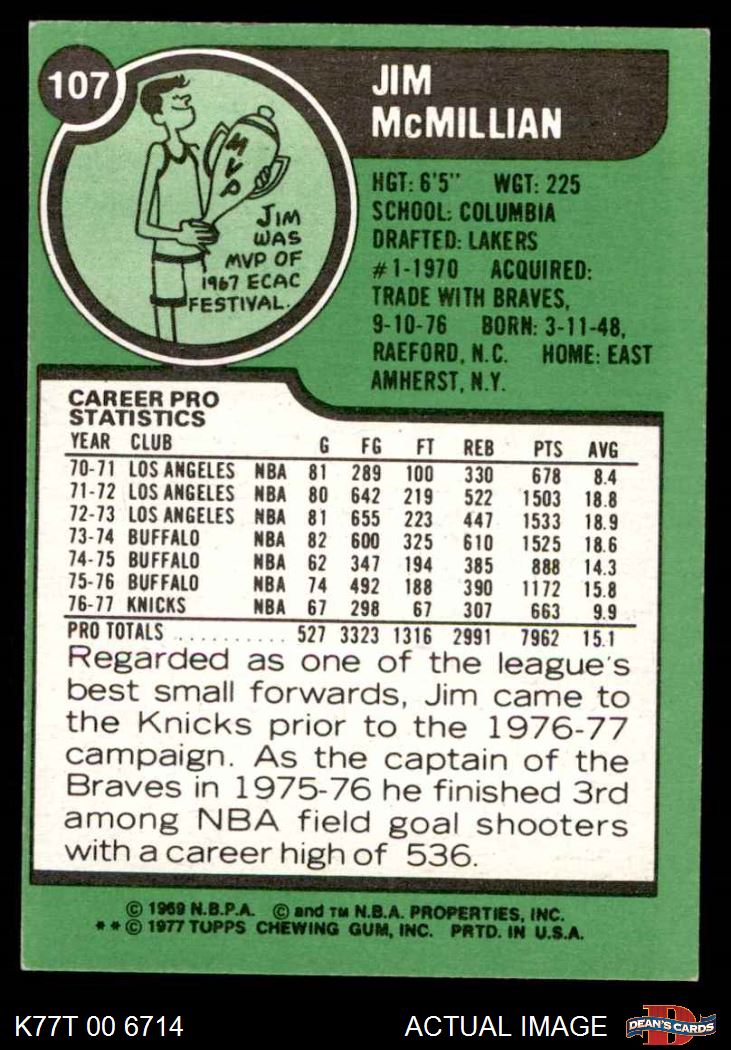 107
JIM
McMILLIAN
MVP
JIM
WAS
MVP OF
1967 ECAC
FESTIVAL.
HGT: 6'5" WGT: 225
SCHOOL: COLUMBIA
DRAFTED: LAKERS
#1-1970 ACQUIRED:
TRADE WITH BRAVES,
9-10-76 BORN: 3-11-48,
RAEFORD, N.C. HOME: EAST
AMHERST, N.Y.
CAREER PRO
STATISTICS
YEAR CLUB G FG FT REB PTS AVG
70-71 LOS ANGELES NBA 81 289 100 330 678 8.4
71-72 LOS ANGELES NBA 80 642 219 522 1503 18.8
72-73 LOS ANGELES NBA 81 655 223 447 1533 18.9
73-74 BUFFALO NBA 82 600 325 610 1525 18.6
74-75 BUFFALO NBA 62 347 194 385 888 14.3
75-76 BUFFALO NBA 74 492 188 390 1172 15.8
76-77 KNICKS NBA 67 298 67 307 663 9.9
PRO TOTALS ........... 527 3323 1316 2991 7962 15.1
Regarded as one of the league's
best small forwards, Jim came to
the Knicks prior to the 1976-77
campaign. As the captain of the
Braves in 1975-76 he finished 3rd
among NBA field goal shooters
with a career high of 536.
© 1969 N.B.P.A. © and TM N.B.A. PROPERTIES, INC.
**© 1977 TOPPS CHEWING GUM, INC. PRTD. IN U.S.A.
K77T 00 6714 ACTUAL IMAGE
D
DEAN'S CARDS